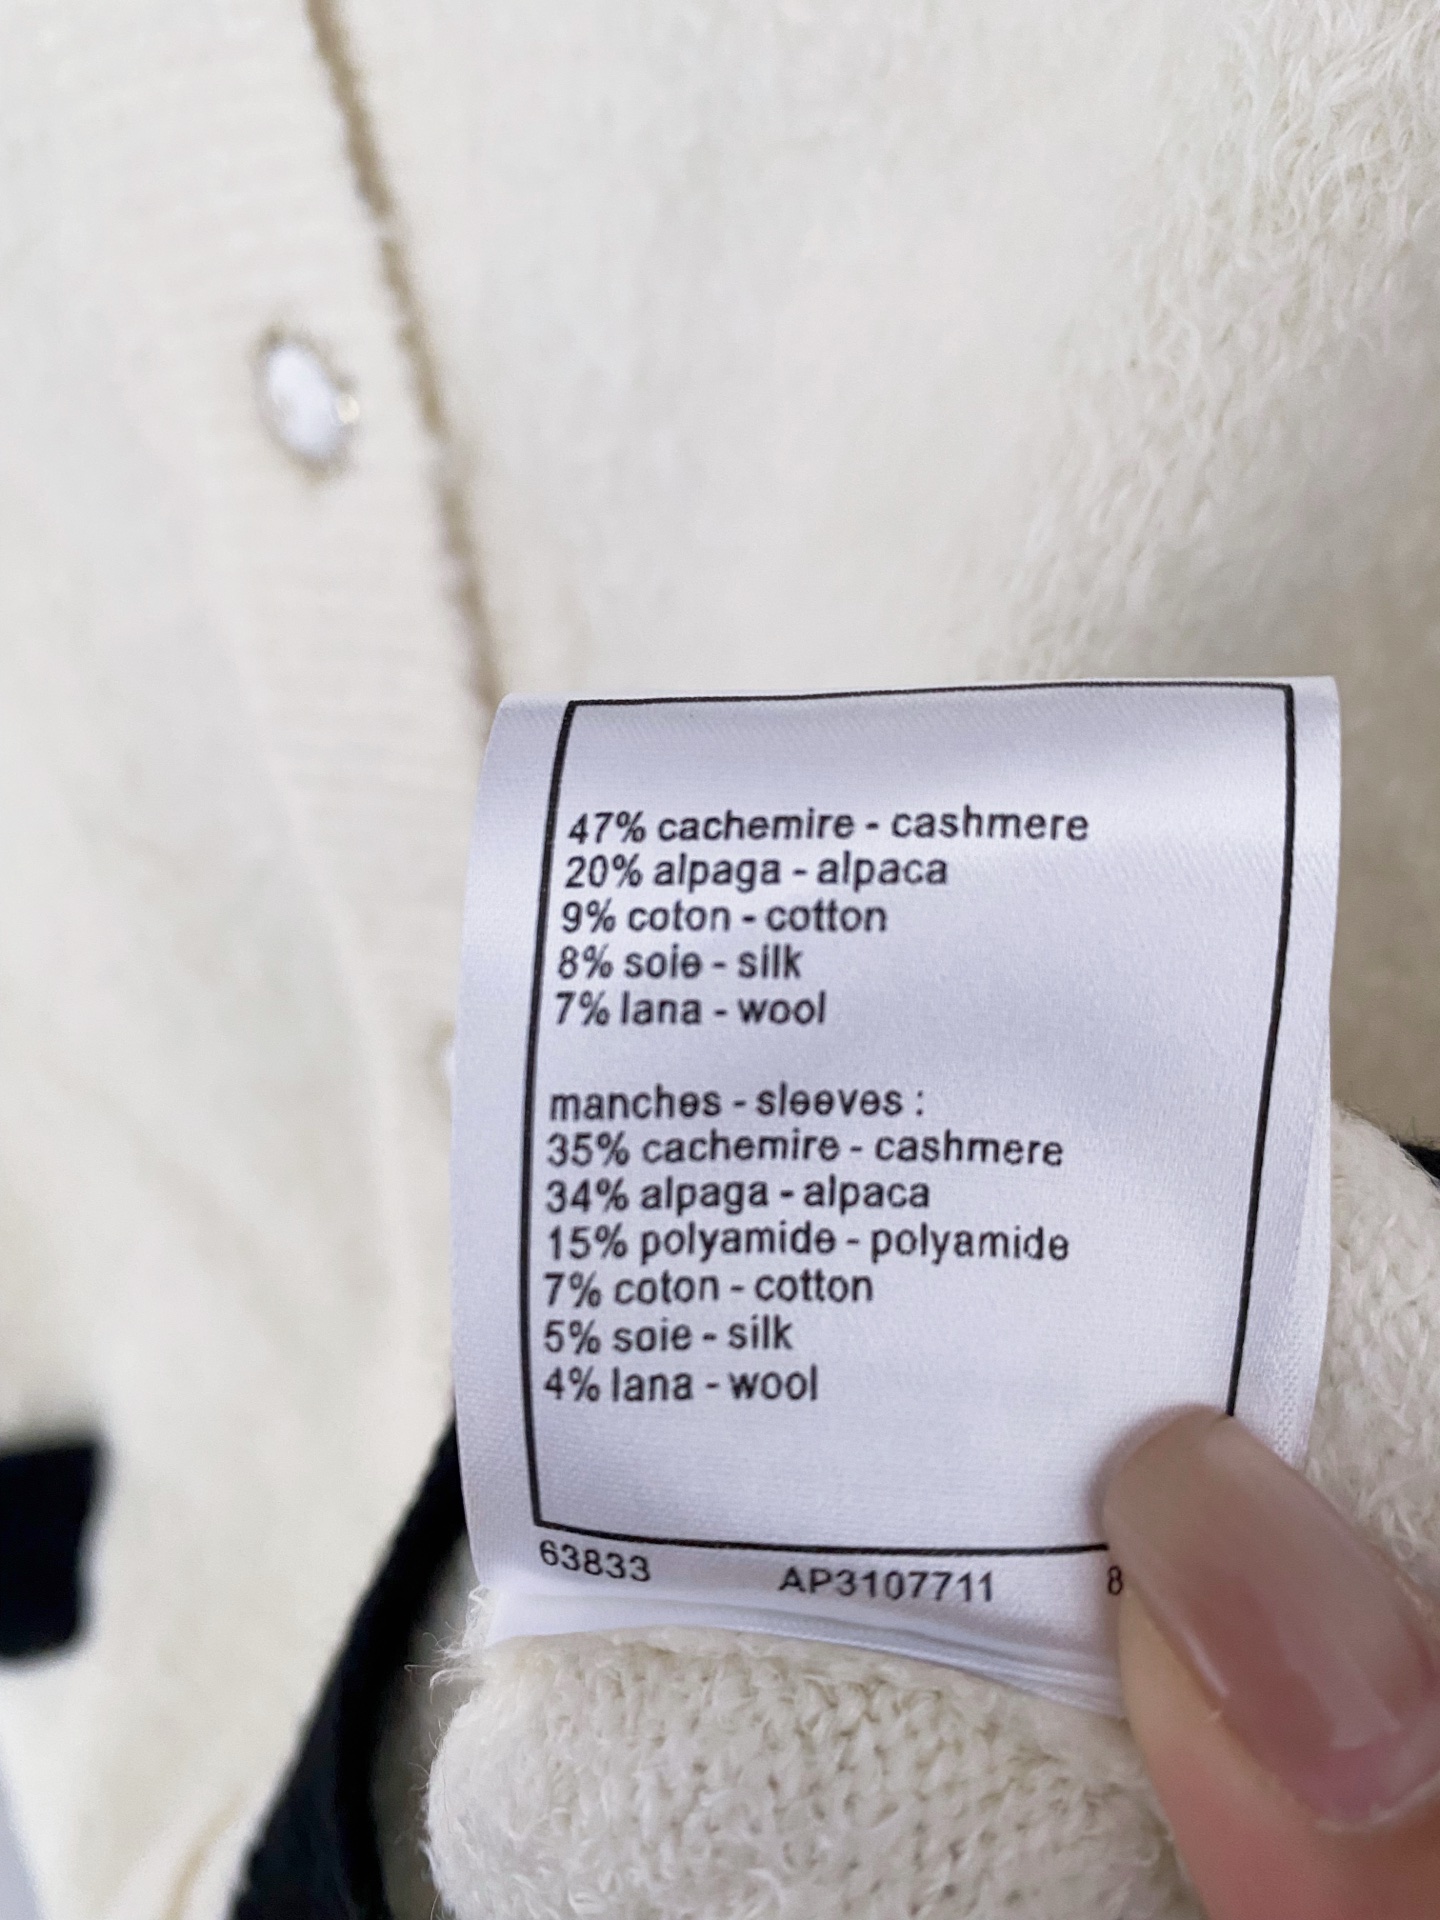 47% cachemire - cashmere
20% alpaga - alpaca
9% coton - cotton
8% soie - silk
7% lana - wool
manches - sleeves :
35% cachemire - cashmere
34% alpaga - alpaca
15% polyamide - polyamide
7% coton - cotton
5% soie - silk
4% lana - wool
63833 AP3107711 8